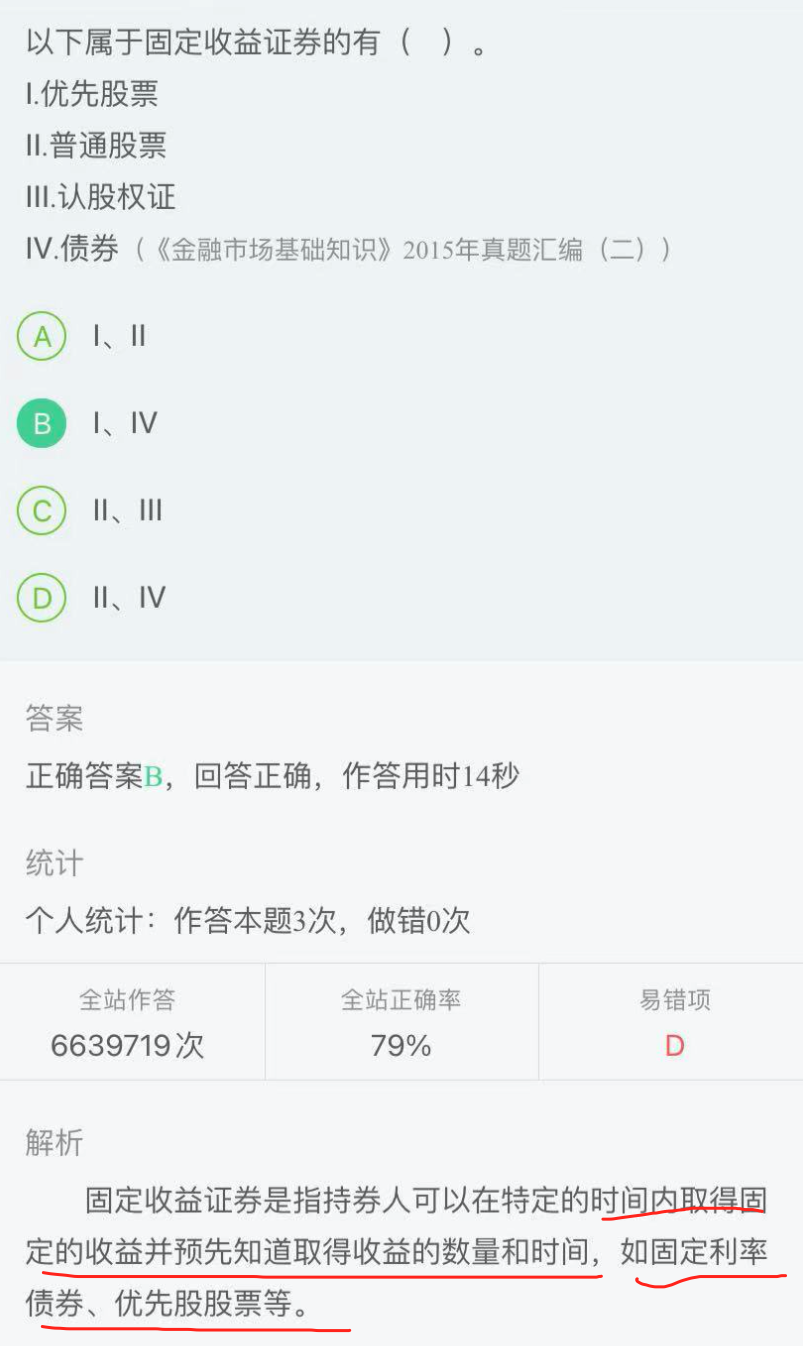 以下属于固定收益证券的有（ ）。
I.优先股票
II.普通股票
III.认股权证
IV.债券（《金融市场基础知识》2015年真题汇编（二））
A I、II
B I、IV
C II、III
D II、IV
答案
正确答案B，回答正确，作答用时14秒
统计
个人统计：作答本题3次，做错0次
全站作答 全站正确率 易错项
6639719次 79% D
解析
固定收益证券是指持券人可以在特定的时间内取得固
定的收益并预先知道取得收益的数量和时间，如固定利率
债券、优先股股票等。